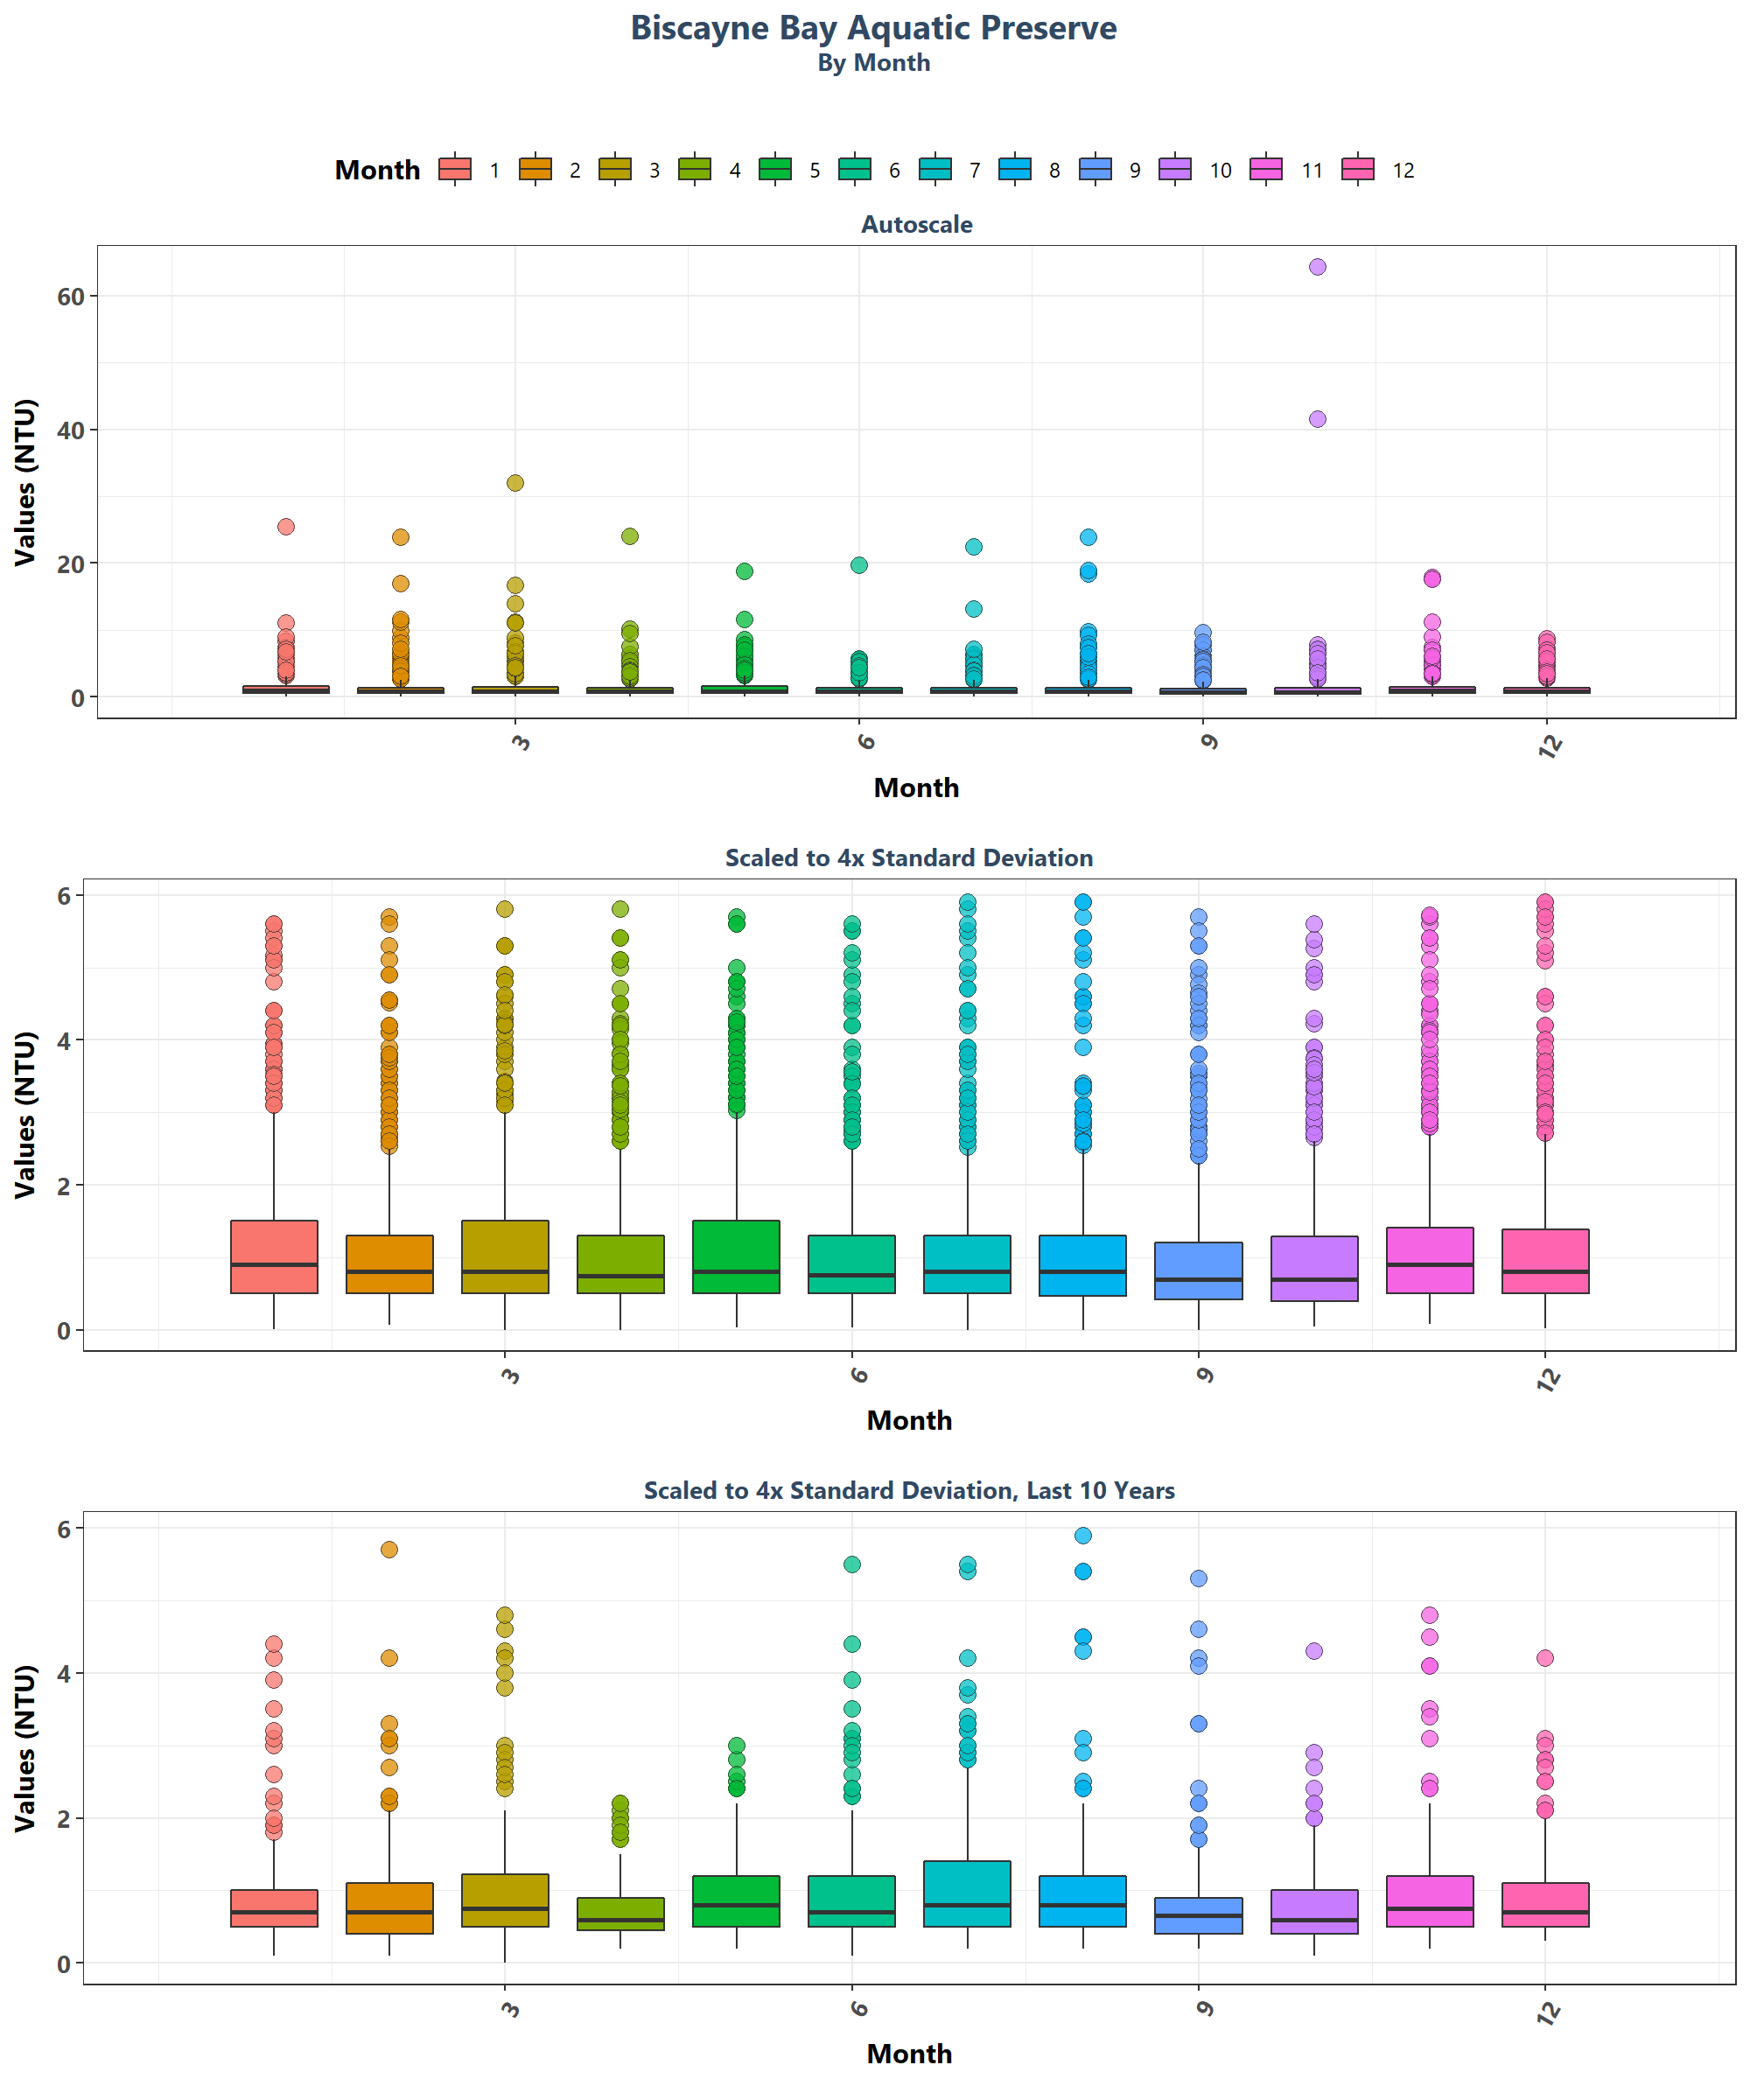 Biscayne Bay Aquatic Preserve
By Month
Month 1 2 3 4 5 6 7 8 9 10 11 12
Autoscale
Values (NTU)
60
40
20
0
3 6 9 12
Month
Scaled to 4x Standard Deviation
Values (NTU)
6
4
2
0
3 6 9 12
Month
Scaled to 4x Standard Deviation, Last 10 Years
Values (NTU)
6
4
2
0
3 6 9 12
Month